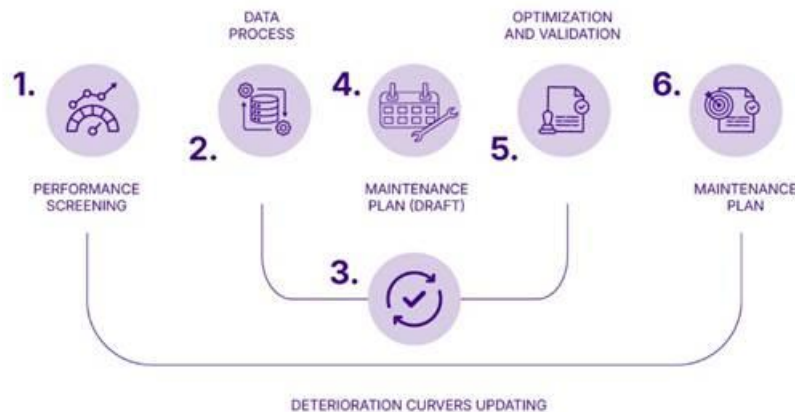 DATA
PROCESS
OPTIMIZATION
AND VALIDATION
1.
2.
4.
5.
6.
PERFORMANCE
SCREENING
MAINTENANCE
PLAN (DRAFT)
MAINTENANCE
PLAN
3.
DETERIORATION CURVERS UPDATING